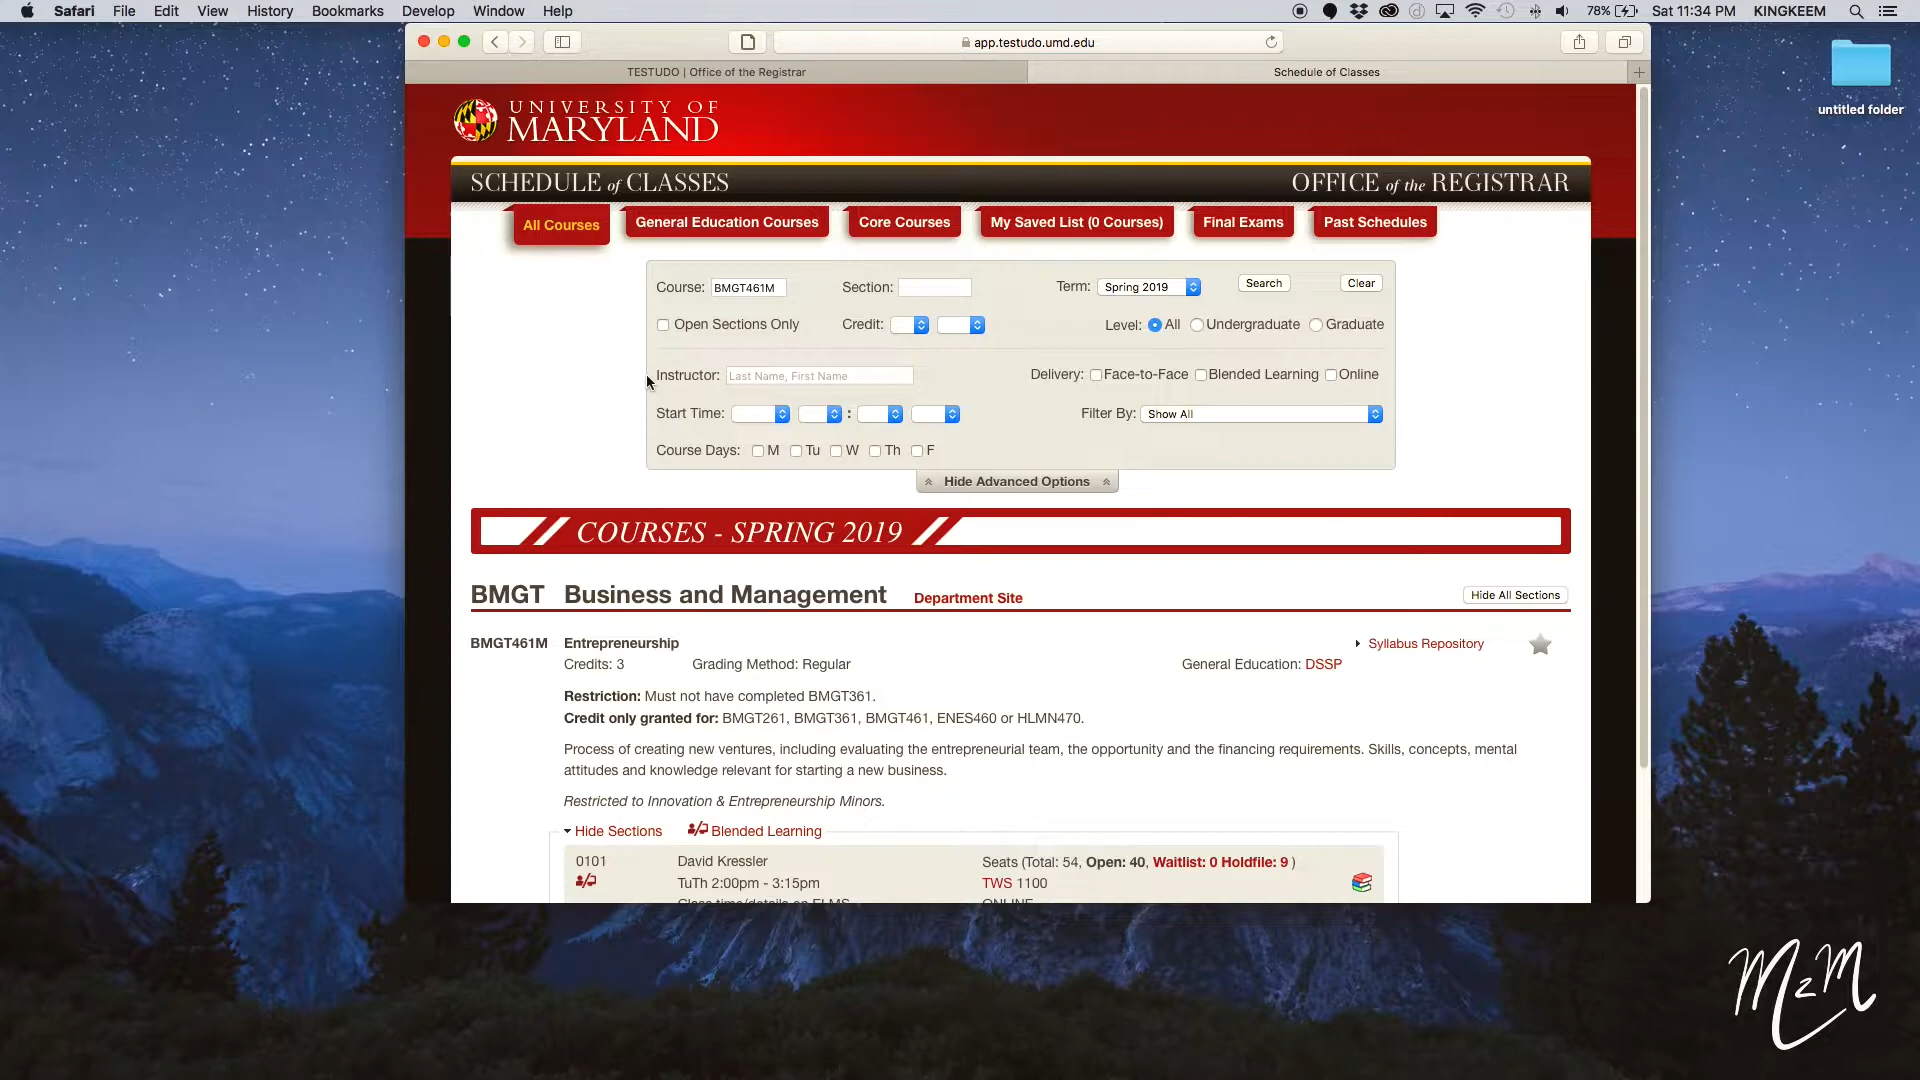 Safari File Edit View History Bookmarks Develop Window Help 78% Sat 11:34 PM KINGKEEM
app.testudo.umd.edu
TESTUDO | Office of the Registrar Schedule of Classes
untitled folder
UNIVERSITY OF
MARYLAND
SCHEDULE of CLASSES OFFICE of the REGISTRAR
All Courses General Education Courses Core Courses My Saved List (0 Courses) Final Exams Past Schedules
Course: BMGT461M Section: Term: Spring 2019 Search Clear
Open Sections Only Credit: Level: All Undergraduate Graduate
Instructor: Last Name, First Name Delivery: Face-to-Face Blended Learning Online
Start Time: : Filter By: Show All
Course Days: M Tu W Th F
Hide Advanced Options
COURSES - SPRING 2019
BMGT Business and Management Department Site Hide All Sections
BMGT461M Entrepreneurship Syllabus Repository
Credits: 3 Grading Method: Regular General Education: DSSP
Restriction: Must not have completed BMGT361.
Credit only granted for: BMGT261, BMGT361, BMGT461, ENES460 or HLMN470.
Process of creating new ventures, including evaluating the entrepreneurial team, the opportunity and the financing requirements. Skills, concepts, mental
attitudes and knowledge relevant for starting a new business.
Restricted to Innovation & Entrepreneurship Minors.
Hide Sections Blended Learning
0101 David Kressler Seats (Total: 54, Open: 40, Waitlist: 0 Holdfile: 9 )
TuTh 2:00pm - 3:15pm TWS 1100
Class time/details on ELMS ONLINE
MzM